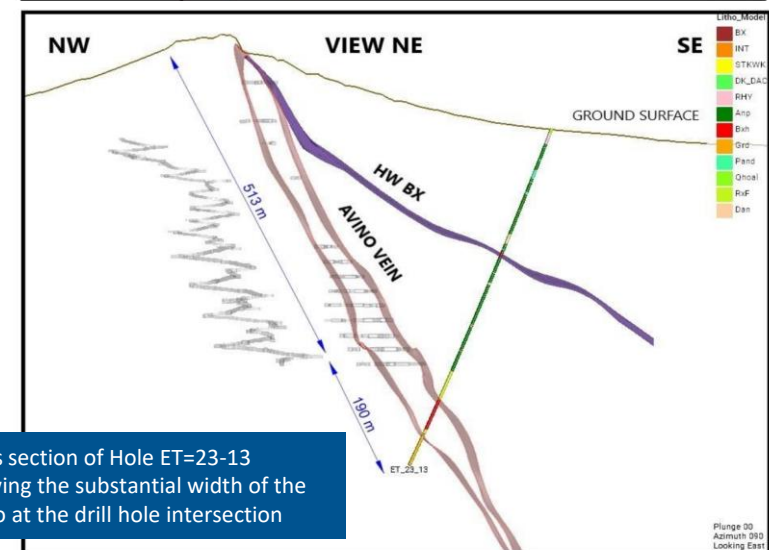 NW
VIEW NE
SE
Litho_Model
BX
INT
STKWK
DK_DAC
RHY
Anp
Bxh
Grd
Pand
Qhoal
RxF
Dan
GROUND SURFACE
HW BX
513 m
AVINO VEIN
190 m
ET_23_13
s section of Hole ET=23-13
ing the substantial width of the
at the drill hole intersection
Plunge 00
Azimuth 090
Looking East